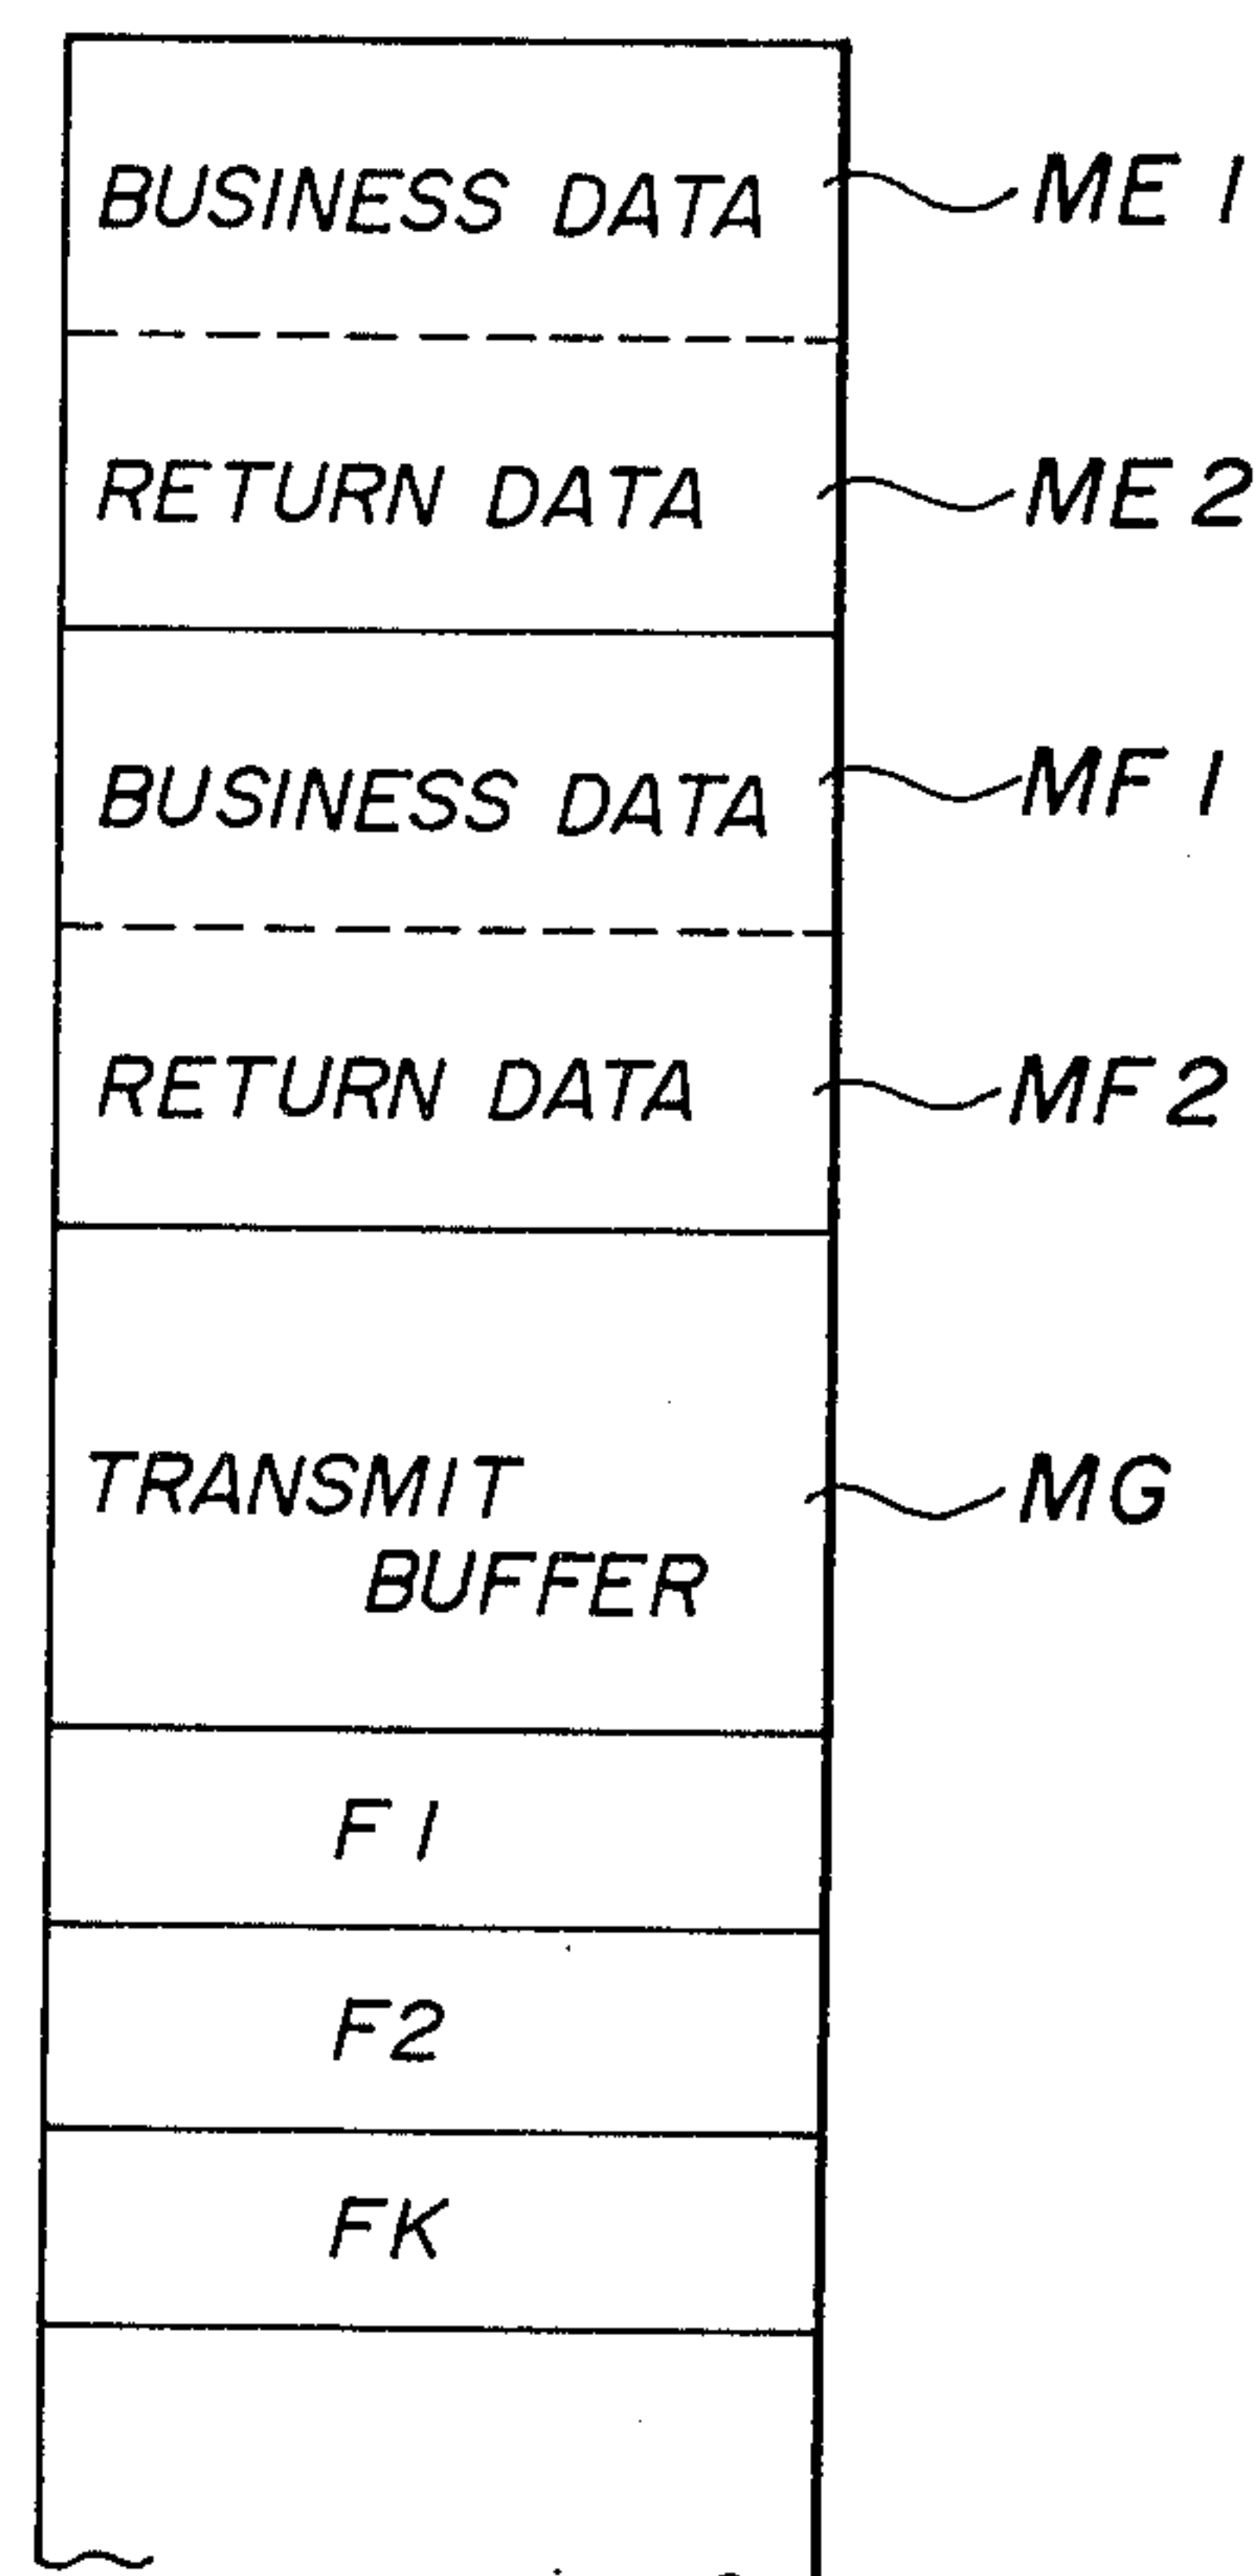 BUSINESS DATA ME 1
RETURN DATA ME 2
BUSINESS DATA MF 1
RETURN DATA MF 2
TRANSMIT MG
BUFFER
F1
F2
FK